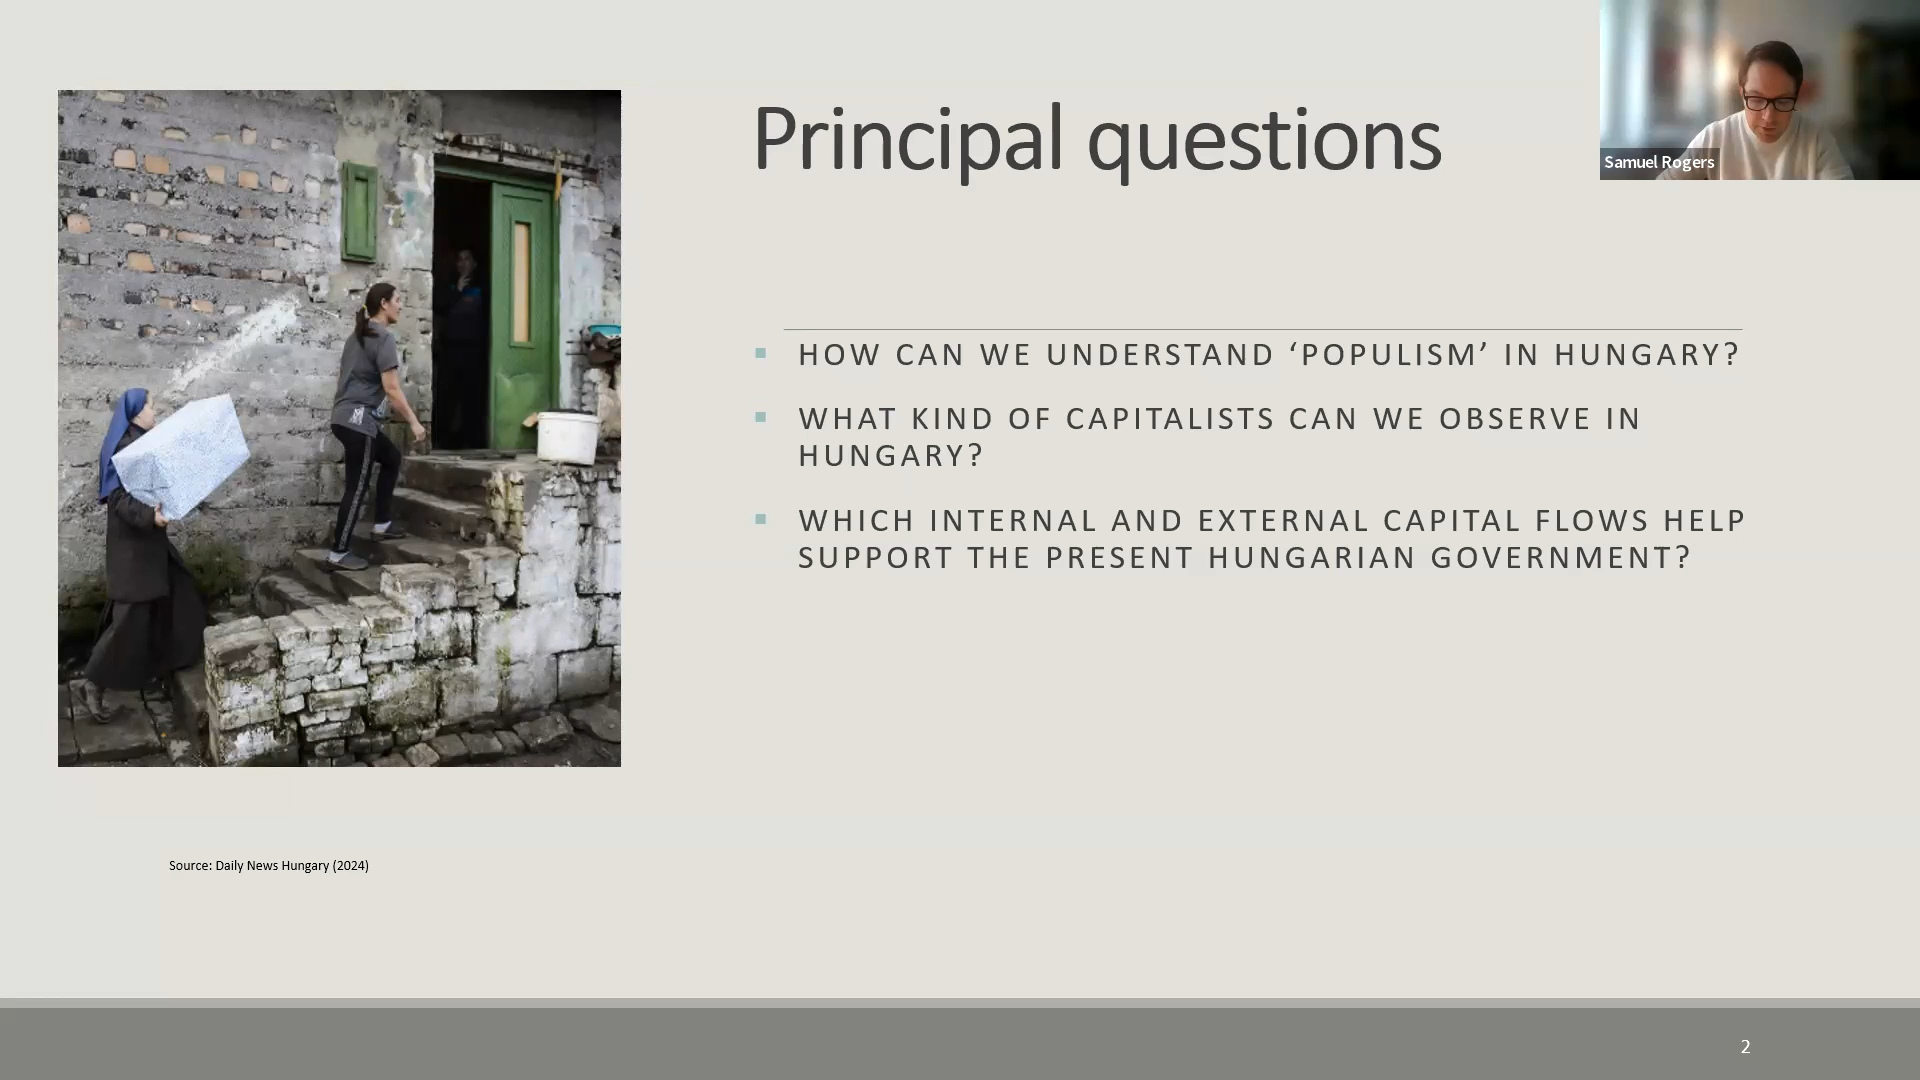 Principal questions
Samuel Rogers
▪ HOW CAN WE UNDERSTAND ‘POPULISM’ IN HUNGARY?
▪ WHAT KIND OF CAPITALISTS CAN WE OBSERVE IN
HUNGARY?
▪ WHICH INTERNAL AND EXTERNAL CAPITAL FLOWS HELP
SUPPORT THE PRESENT HUNGARIAN GOVERNMENT?
Source: Daily News Hungary (2024)
2